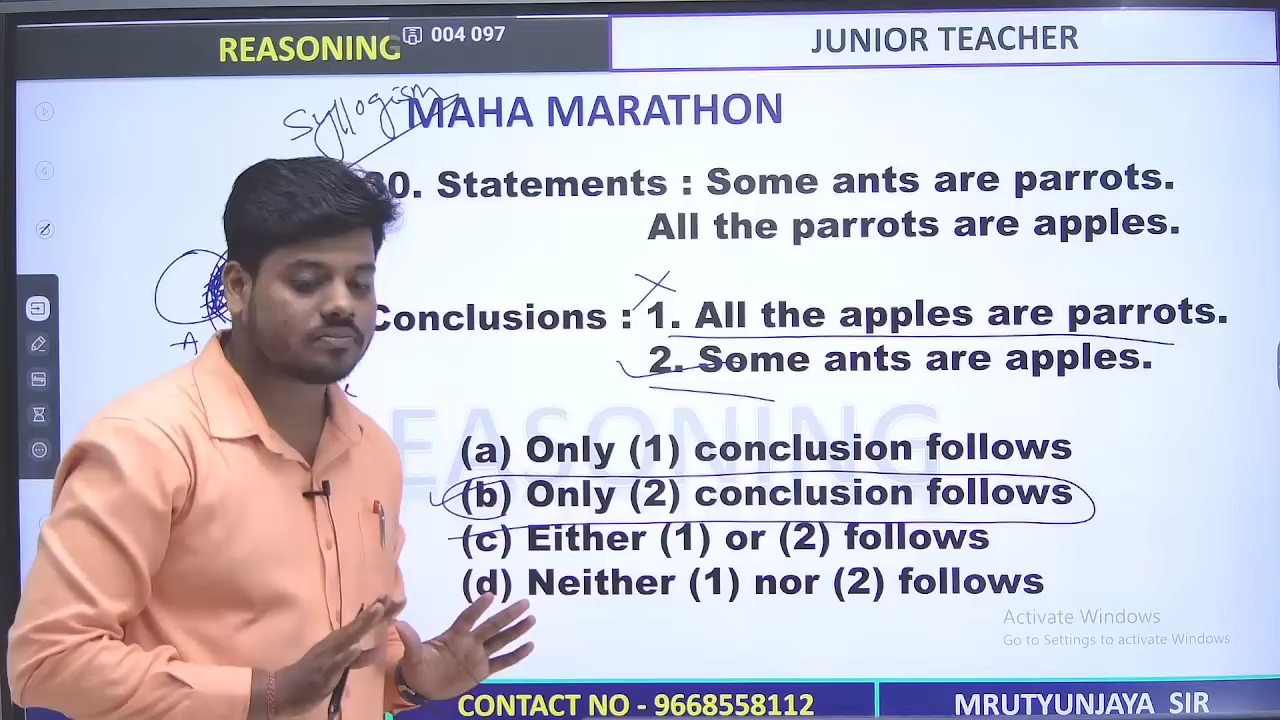 REASONING
004 097
JUNIOR TEACHER
Syllogism
MAHA MARATHON
30. Statements : Some ants are parrots.
All the parrots are apples.
Conclusions : 1. All the apples are parrots.
2. Some ants are apples.
A
REASONING
(a) Only (1) conclusion follows
(b) Only (2) conclusion follows
(c) Either (1) or (2) follows
(d) Neither (1) nor (2) follows
Activate Windows
Go to Settings to activate Windows
CONTACT NO - 9668558112
MRUTYUNJAYA SIR